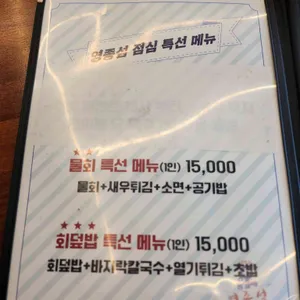 영종섬 점심 특선 메뉴
★★★
물회 특선 메뉴(1인) 15,000
물회+새우튀김+소면+공기밥
★★★
회덮밥 특선 메뉴(1인) 15,000
회덮밥+바지락칼국수+열기튀김+초밥